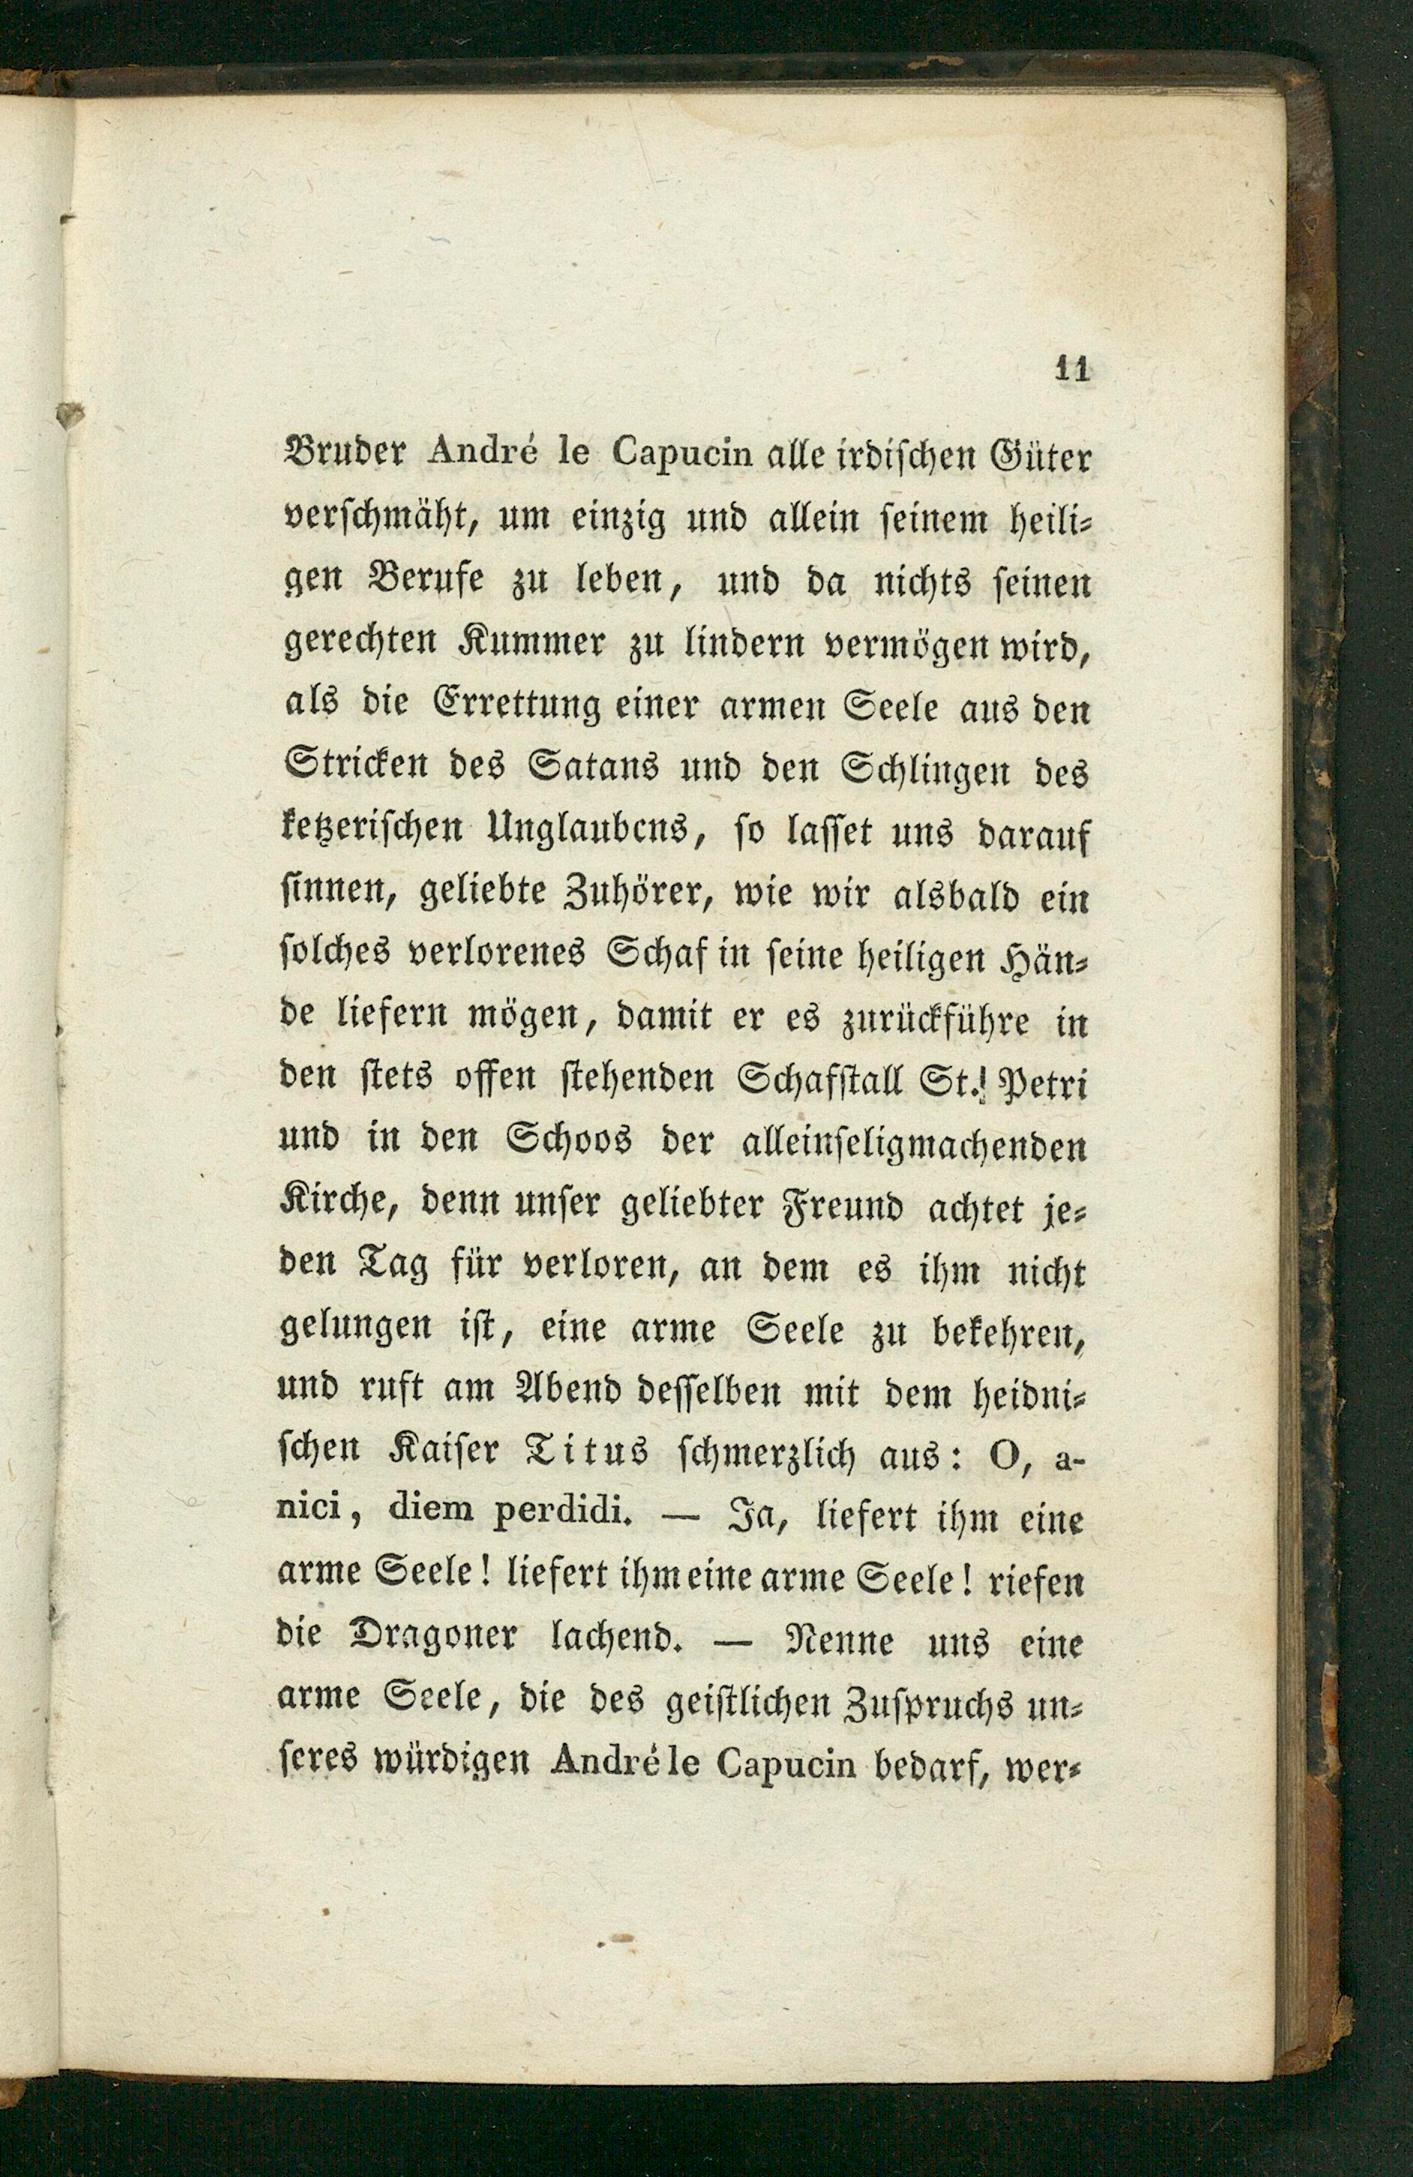 11
Bruder André le Capucin alle irdischen Güter
verschmäht, um einzig und allein seinem heili-
gen Berufe zu leben, und da nichts seinen
gerechten Kummer zu lindern vermögen wird,
als die Errettung einer armen Seele aus den
Stricken des Satans und den Schlingen des
ketzerischen Unglaubens, so lasset uns darauf
sinnen, geliebte Zuhörer, wie wir alsbald ein
solches verlorenes Schaf in seine heiligen Hän-
de liefern mögen, damit er es zurückführe in
den stets offen stehenden Schafstall St.! Petri
und in den Schoos der alleinseligmachenden
Kirche, denn unser geliebter Freund achtet je-
den Tag für verloren, an dem es ihm nicht
gelungen ist, eine arme Seele zu bekehren,
und ruft am Abend desselben mit dem heidni-
schen Kaiser Titus schmerzlich aus: O, a-
nici, diem perdidi. — Ja, liefert ihm eine
arme Seele! liefert ihm eine arme Seele! riefen
die Dragoner lachend. — Nenne uns eine
arme Seele, die des geistlichen Zuspruchs un-
seres würdigen André le Capucin bedarf, wer-